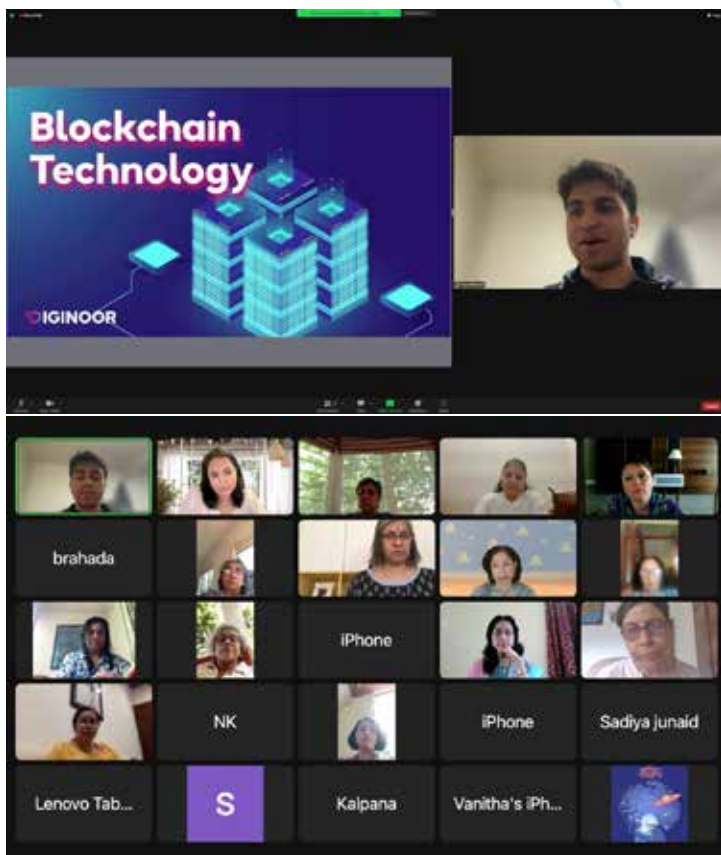 Blockchain
Technology
DIGINOOR
brahada
iPhone
NK
iPhone
Sadiya junaid
Lenovo Tab...
S
Kalpana
Vanitha's iPh...